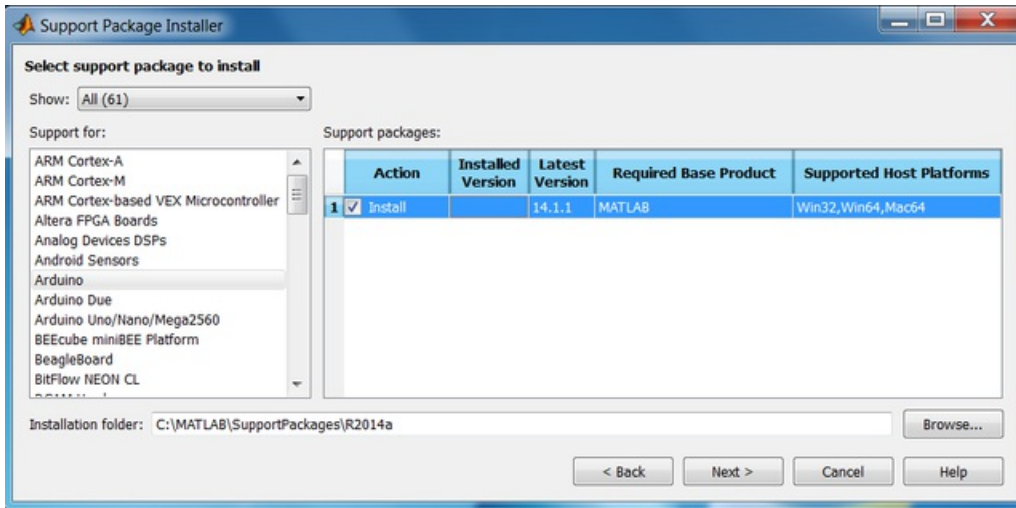 Support Package Installer
Select support package to install
Show: All (61)
Support for:
ARM Cortex-A
ARM Cortex-M
ARM Cortex-based VEX Microcontroller
Altera FPGA Boards
Analog Devices DSPs
Android Sensors
Arduino
Arduino Due
Arduino Uno/Nano/Mega2560
BEEcube miniBEE Platform
BeagleBoard
BitFlow NEON CL
Support packages:
Action Installed Version Latest Version Required Base Product Supported Host Platforms
1 Install 14.1.1 MATLAB Win32,Win64,Mac64
Installation folder: C:\MATLAB\SupportPackages\R2014a Browse...
< Back Next > Cancel Help